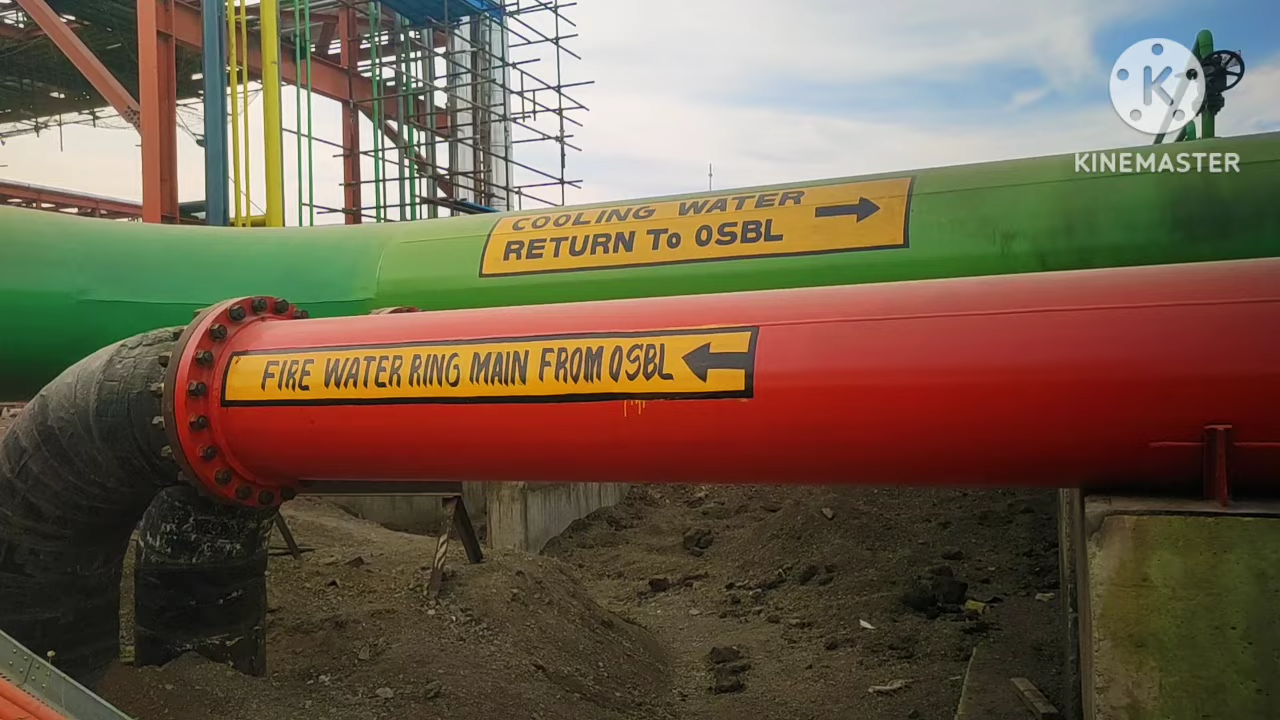 K
KINEMASTER
COOLING WATER
RETURN To OSBL
FIRE WATER RING MAIN FROM OSBL